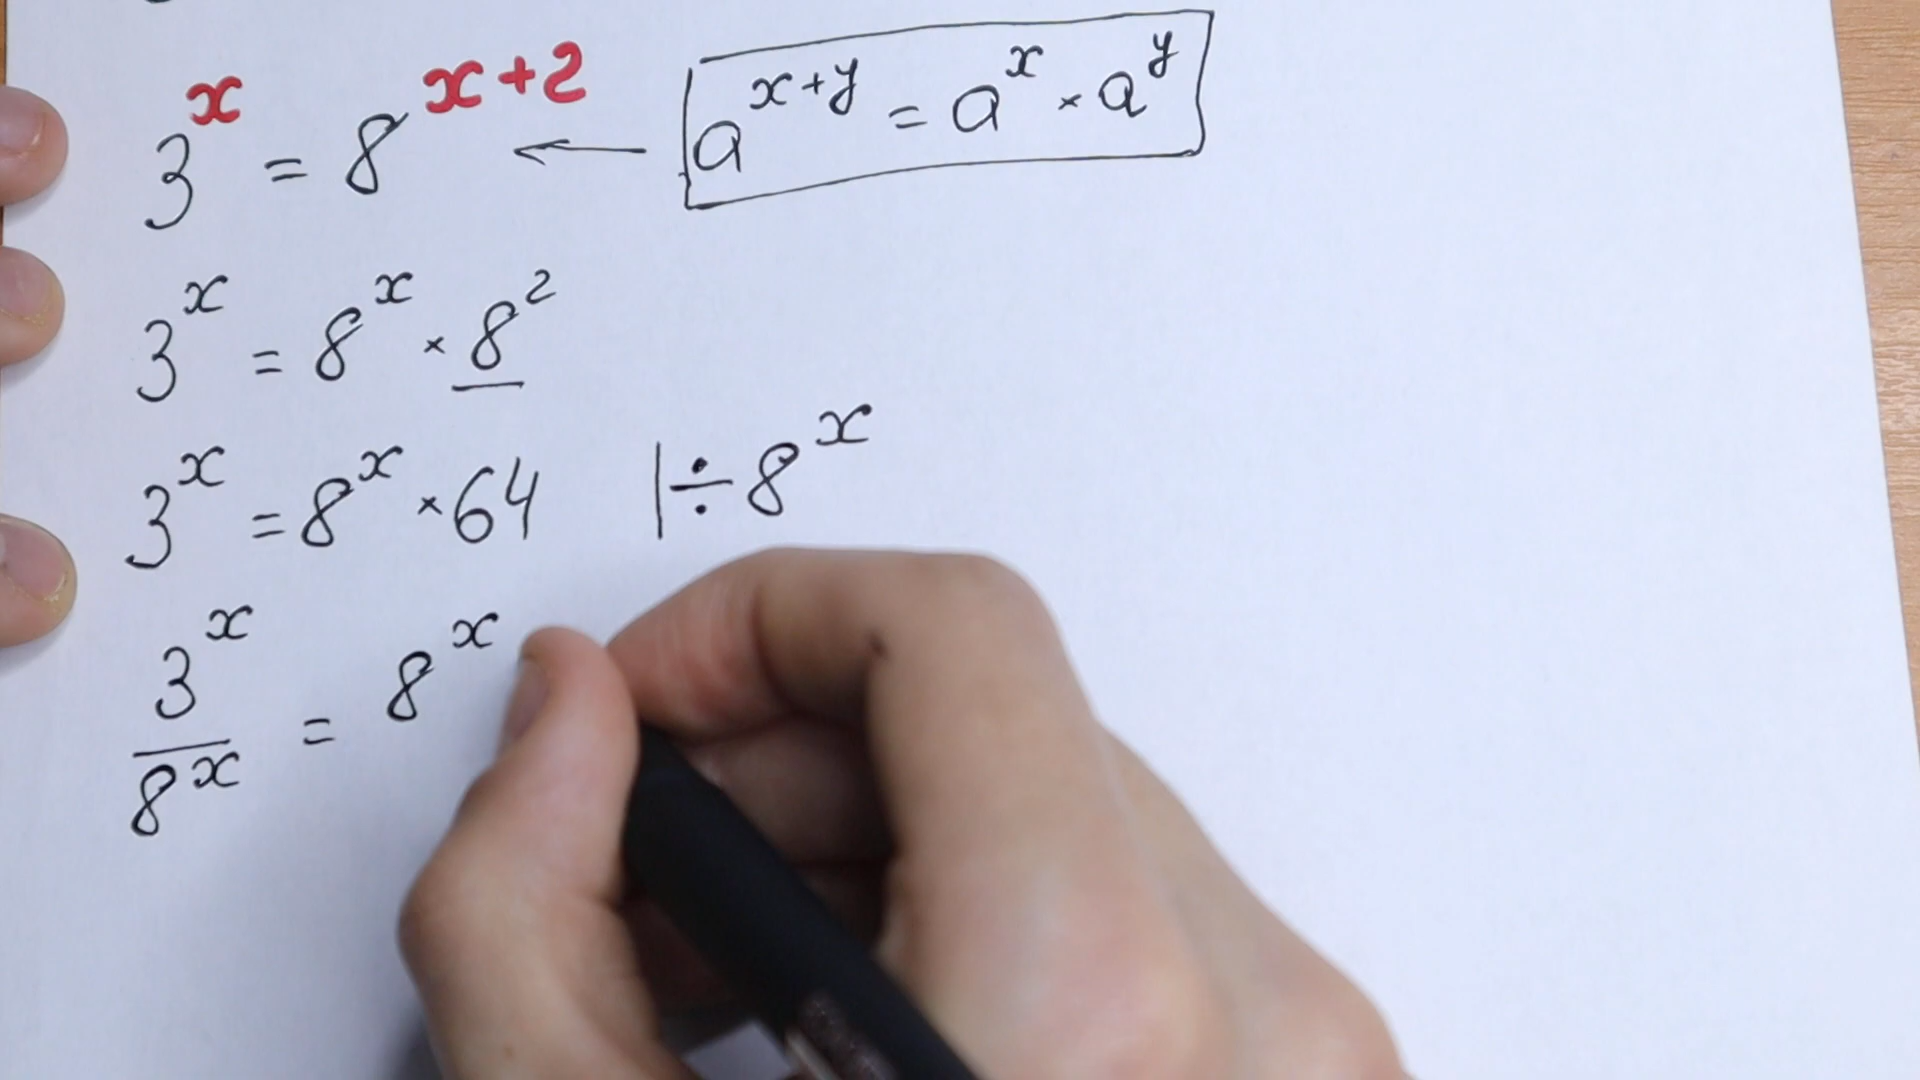 3^x = 8^{x+2} ← a^{x+y} = a^x × a^y
3^x = 8^x × 8^2
3^x = 8^x × 64 | ÷ 8^x
3^x / 8^x = 8^x